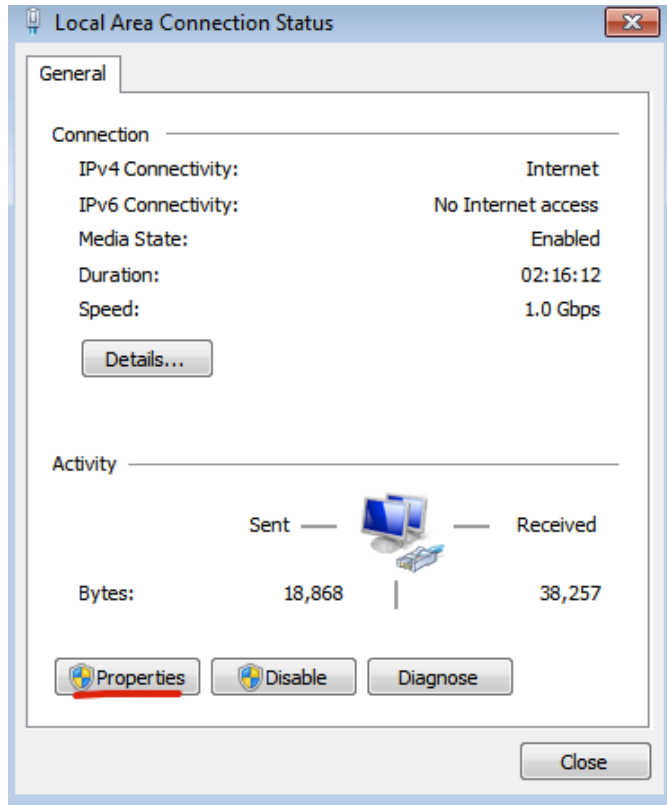 Local Area Connection Status
General
Connection
IPv4 Connectivity: Internet
IPv6 Connectivity: No Internet access
Media State: Enabled
Duration: 02:16:12
Speed: 1.0 Gbps
Details...
Activity
Sent Received
Bytes: 18,868 38,257
Properties Disable Diagnose
Close